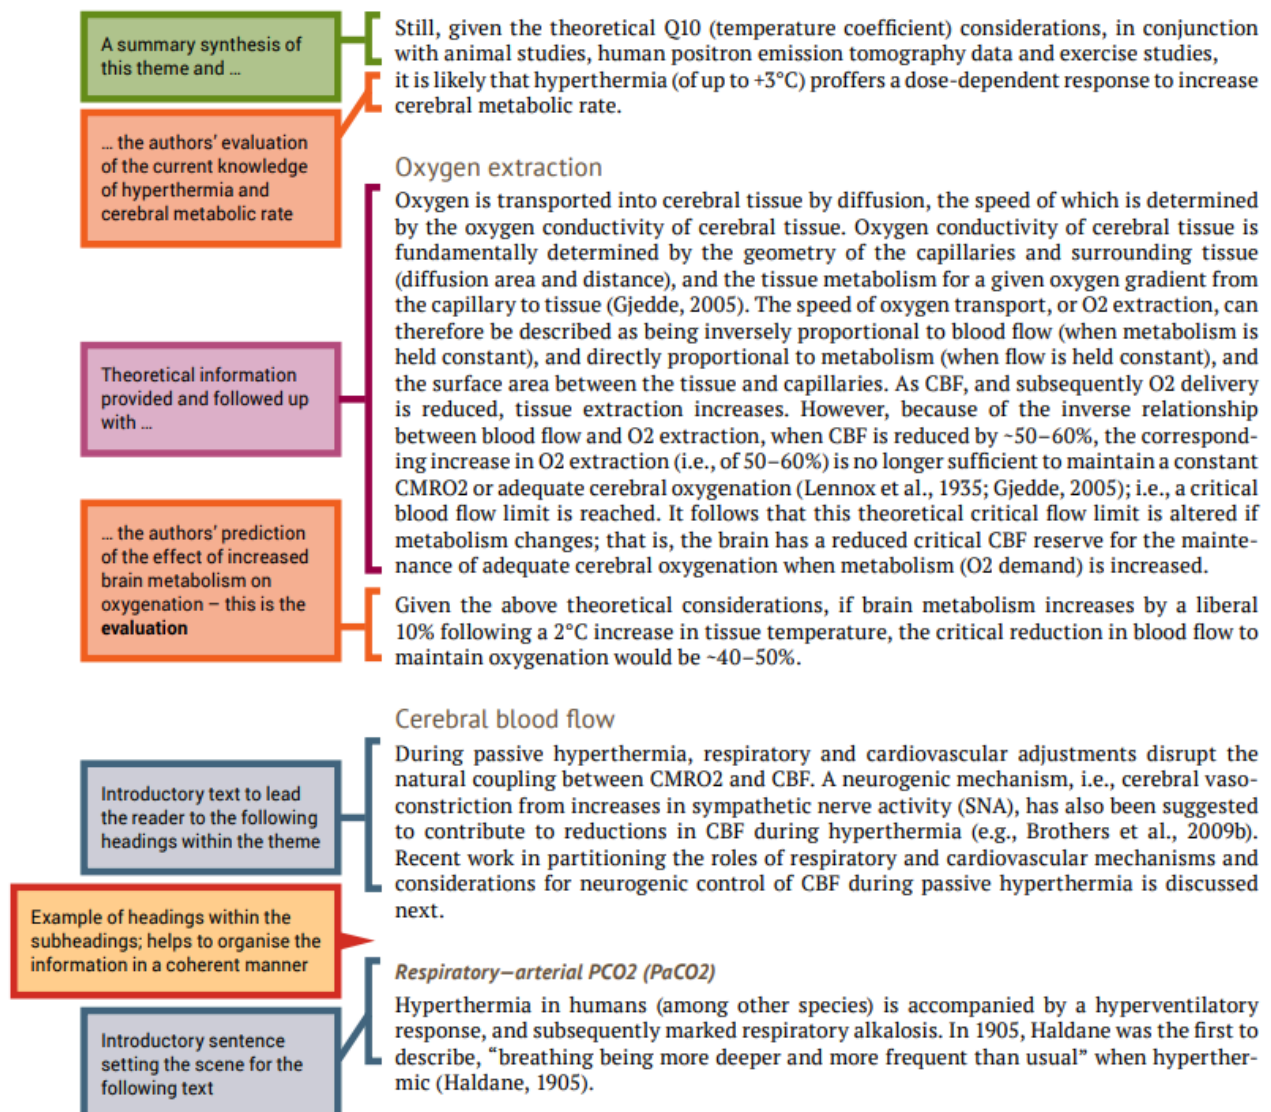 A summary synthesis of
this theme and …
Still, given the theoretical Q10 (temperature coefficient) considerations, in conjunction
with animal studies, human positron emission tomography data and exercise studies,
it is likely that hyperthermia (of up to +3°C) proffers a dose-dependent response to increase
cerebral metabolic rate.
… the authors’ evaluation
of the current knowledge
of hyperthermia and
cerebral metabolic rate
Oxygen extraction
Oxygen is transported into cerebral tissue by diffusion, the speed of which is determined
by the oxygen conductivity of cerebral tissue. Oxygen conductivity of cerebral tissue is
fundamentally determined by the geometry of the capillaries and surrounding tissue
(diffusion area and distance), and the tissue metabolism for a given oxygen gradient from
the capillary to tissue (Gjedde, 2005). The speed of oxygen transport, or O2 extraction, can
therefore be described as being inversely proportional to blood flow (when metabolism is
held constant), and directly proportional to metabolism (when flow is held constant), and
the surface area between the tissue and capillaries. As CBF, and subsequently O2 delivery
is reduced, tissue extraction increases. However, because of the inverse relationship
between blood flow and O2 extraction, when CBF is reduced by ~50–60%, the correspond-
ing increase in O2 extraction (i.e., of 50–60%) is no longer sufficient to maintain a constant
CMRO2 or adequate cerebral oxygenation (Lennox et al., 1935; Gjedde, 2005); i.e., a critical
blood flow limit is reached. It follows that this theoretical critical flow limit is altered if
metabolism changes; that is, the brain has a reduced critical CBF reserve for the mainte-
nance of adequate cerebral oxygenation when metabolism (O2 demand) is increased.
Theoretical information
provided and followed up
with …
… the authors’ prediction
of the effect of increased
brain metabolism on
oxygenation – this is the
evaluation
Given the above theoretical considerations, if brain metabolism increases by a liberal
10% following a 2°C increase in tissue temperature, the critical reduction in blood flow to
maintain oxygenation would be ~40–50%.
Cerebral blood flow
During passive hyperthermia, respiratory and cardiovascular adjustments disrupt the
natural coupling between CMRO2 and CBF. A neurogenic mechanism, i.e., cerebral vaso-
constriction from increases in sympathetic nerve activity (SNA), has also been suggested
to contribute to reductions in CBF during hyperthermia (e.g., Brothers et al., 2009b).
Recent work in partitioning the roles of respiratory and cardiovascular mechanisms and
considerations for neurogenic control of CBF during passive hyperthermia is discussed
next.
Introductory text to lead
the reader to the following
headings within the theme
Example of headings within the
subheadings; helps to organise the
information in a coherent manner
Respiratory—arterial PCO2 (PaCO2)
Hyperthermia in humans (among other species) is accompanied by a hyperventilatory
response, and subsequently marked respiratory alkalosis. In 1905, Haldane was the first to
describe, “breathing being more deeper and more frequent than usual” when hyperther-
mic (Haldane, 1905).
Introductory sentence
setting the scene for the
following text